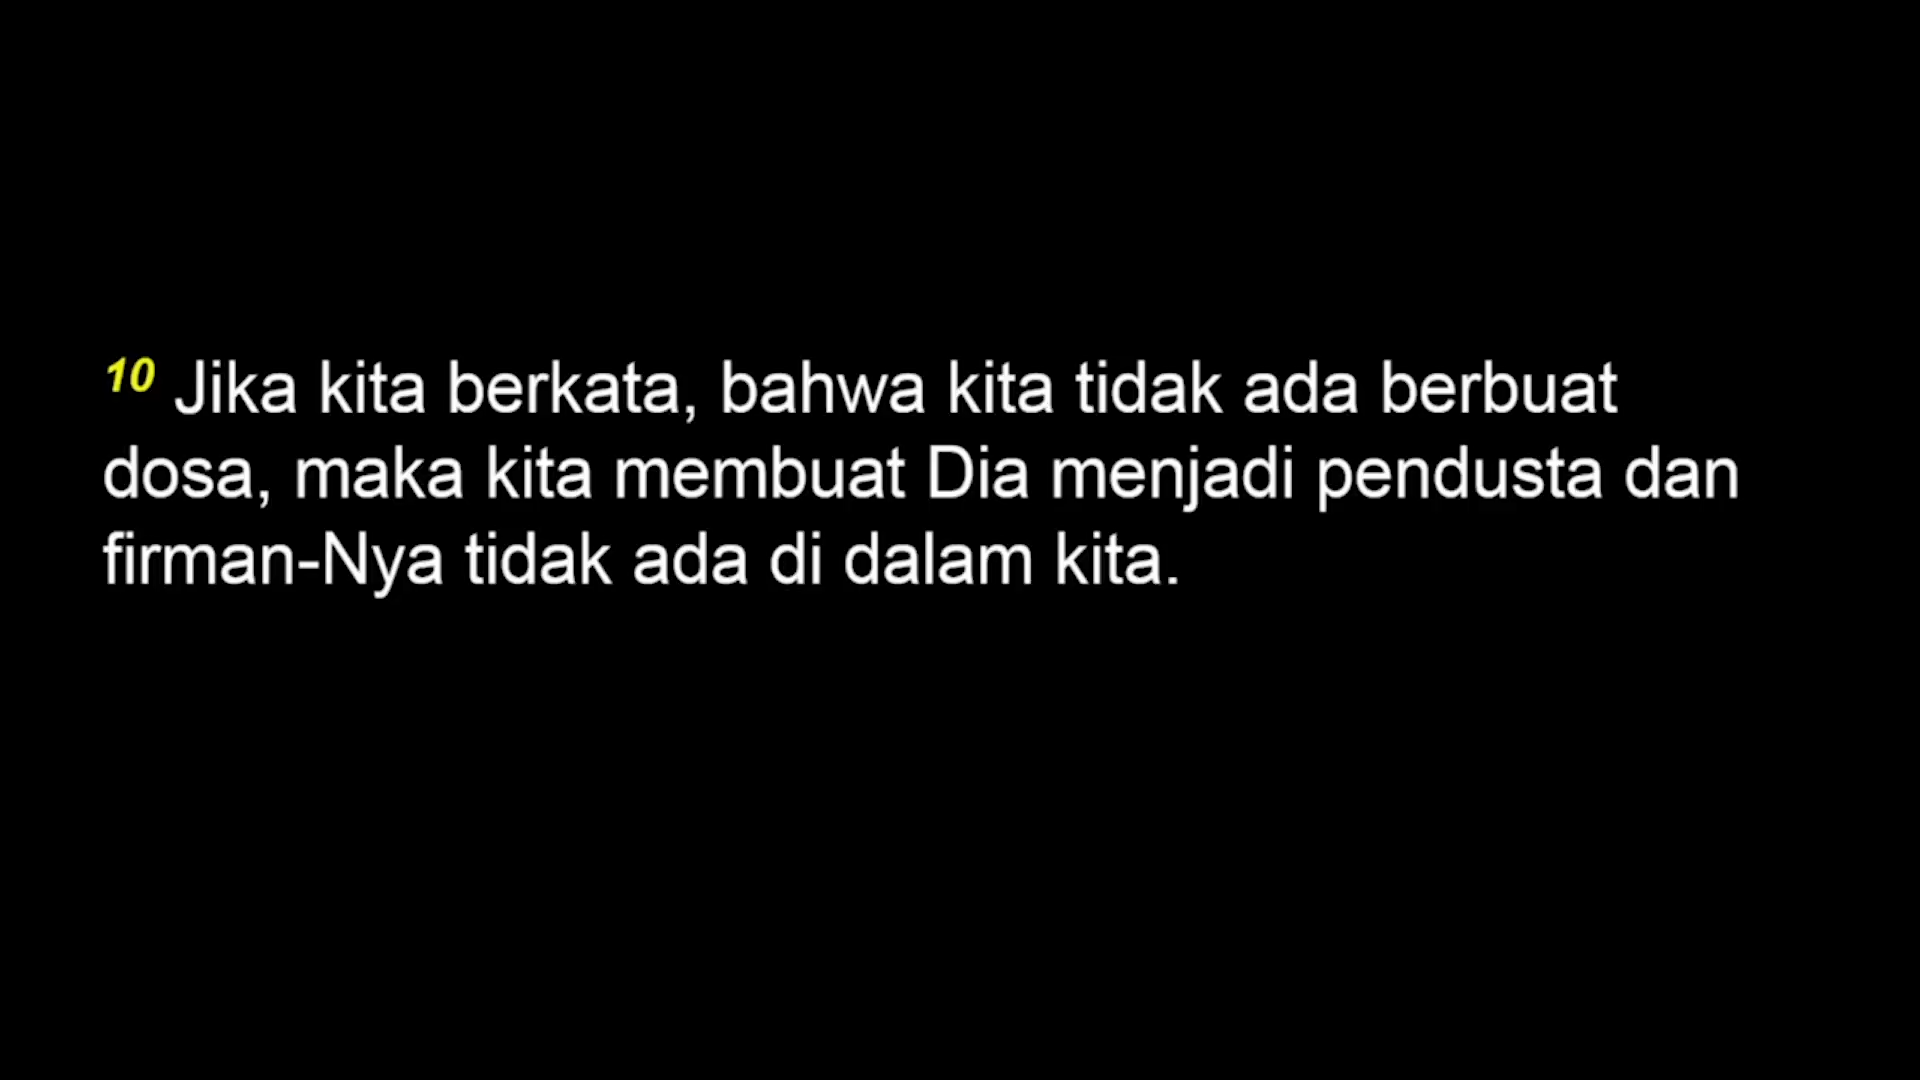 10 Jika kita berkata, bahwa kita tidak ada berbuat
dosa, maka kita membuat Dia menjadi pendusta dan
firman-Nya tidak ada di dalam kita.